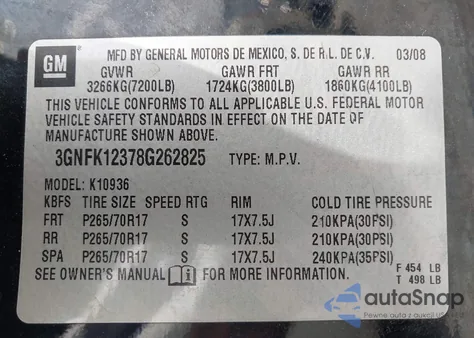 GM
MFD BY GENERAL MOTORS DE MEXICO, S. DE R.L. DE C.V. 03/08
GVWR GAWR FRT GAWR RR
3266KG(7200LB) 1724KG(3800LB) 1860KG(4100LB)
THIS VEHICLE CONFORMS TO ALL APPLICABLE U.S. FEDERAL MOTOR
VEHICLE SAFETY STANDARDS IN EFFECT ON THE DATE OF
MANUFACTURE SHOWN ABOVE.
3GNFK12378G262825 TYPE: M.P.V.
MODEL: K10936
KBFS TIRE SIZE SPEED RTG RIM COLD TIRE PRESSURE
FRT P265/70R17 S 17X7.5J 210KPA(30PSI)
RR P265/70R17 S 17X7.5J 210KPA(30PSI)
SPA P265/70R17 S 17X7.5J 240KPA(35PSI)
SEE OWNER'S MANUAL FOR MORE INFORMATION.
F 454 LB
T 498 LB
autoSnap
Pewne auto z aukcji US